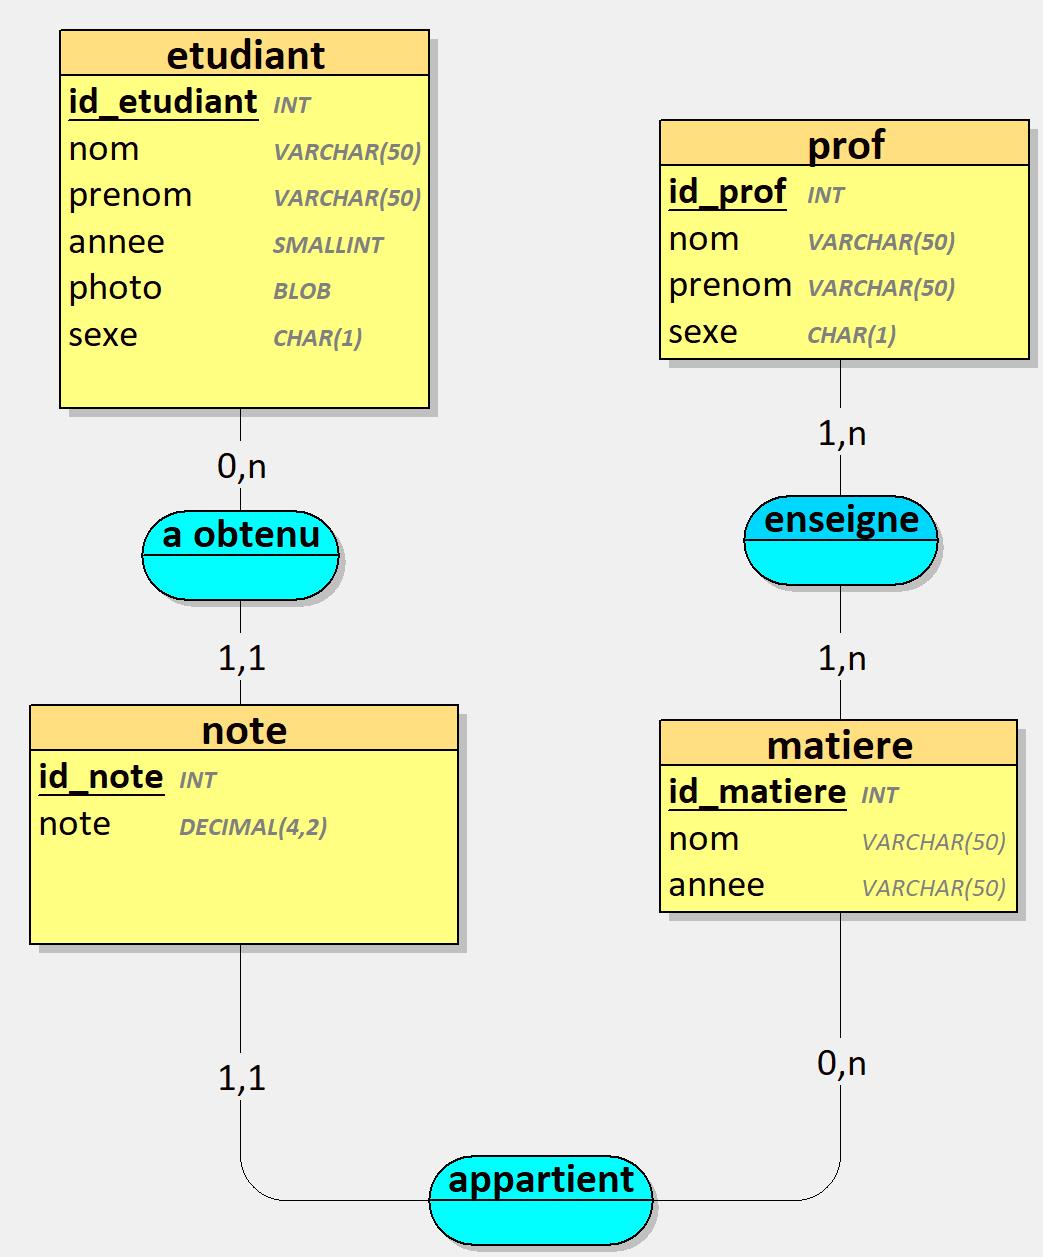 etudiant
id_etudiant INT
nom VARCHAR(50)
prenom VARCHAR(50)
annee SMALLINT
photo BLOB
sexe CHAR(1)
0,n
a obtenu
1,1
note
id_note INT
note DECIMAL(4,2)
1,1
appartient
prof
id_prof INT
nom VARCHAR(50)
prenom VARCHAR(50)
sexe CHAR(1)
1,n
enseigne
1,n
matiere
id_matiere INT
nom VARCHAR(50)
annee VARCHAR(50)
0,n